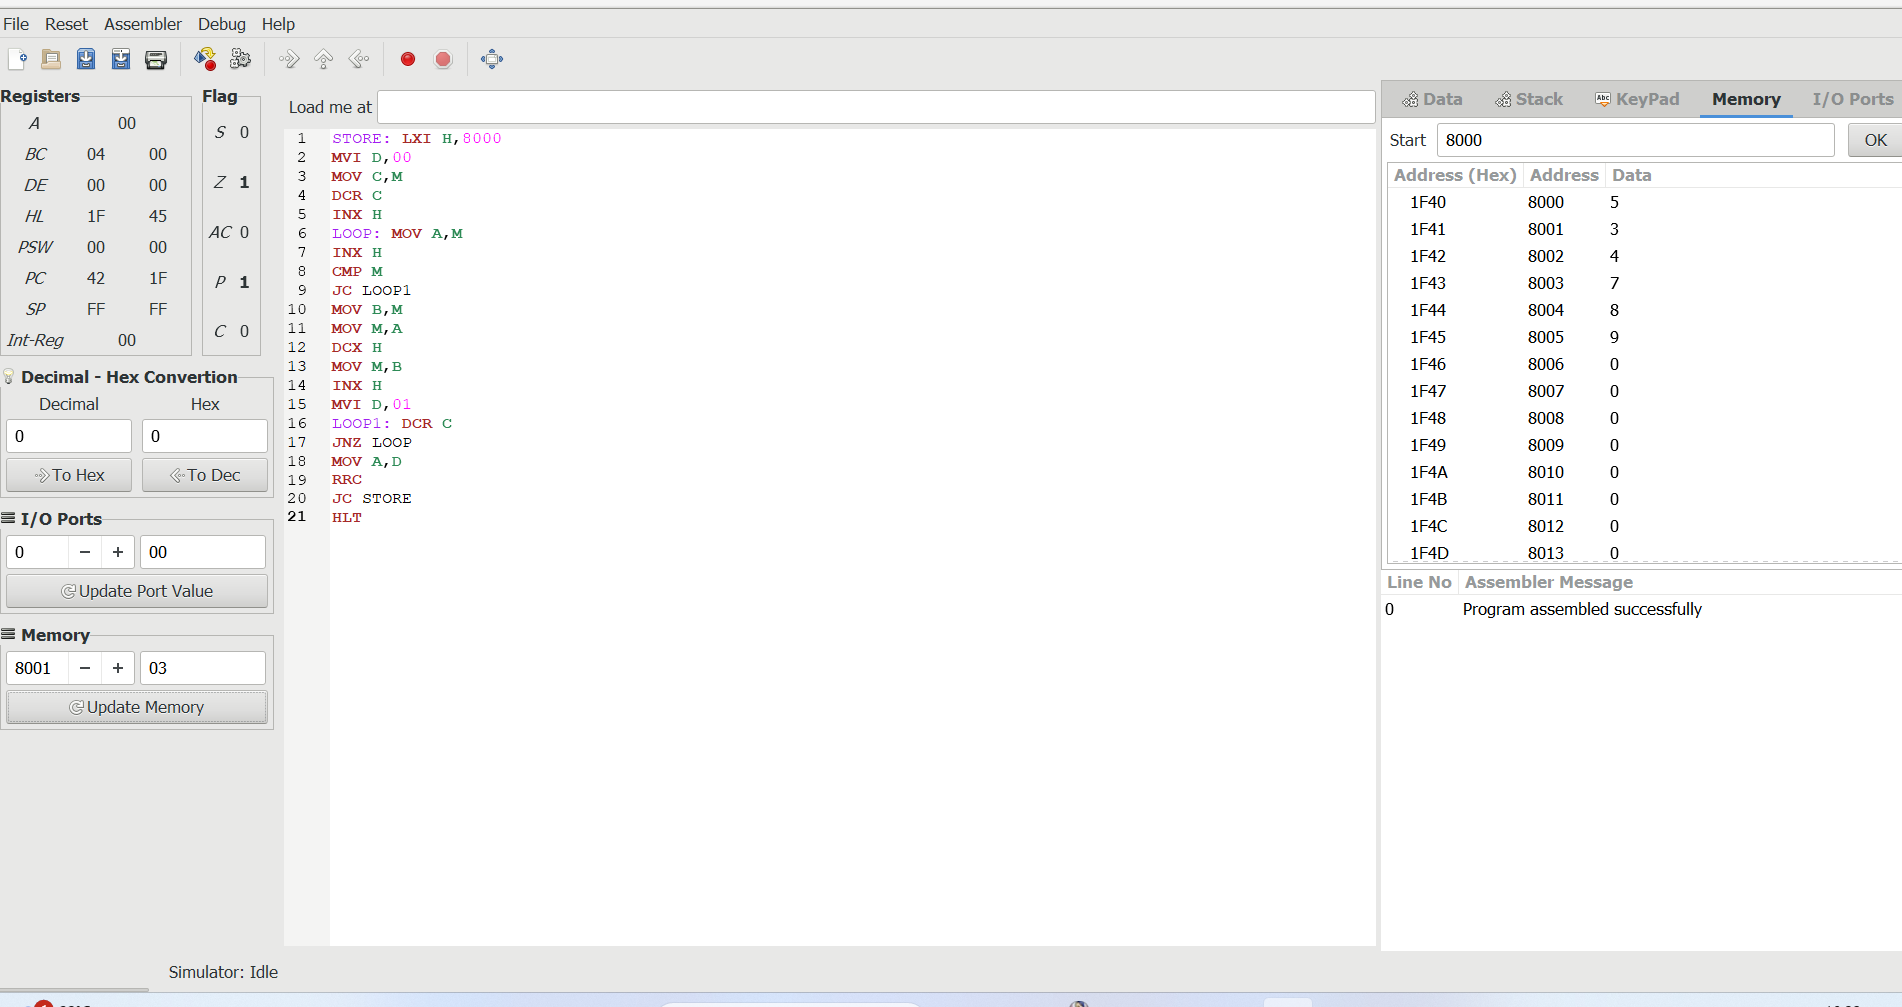 File Reset Assembler Debug Help
Registers
A 00
BC 04 00
DE 00 00
HL 1F 45
PSW 00 00
PC 42 1F
SP FF FF
Int-Reg 00
Flag
S 0
Z 1
AC 0
P 1
C 0
Decimal - Hex Convertion
Decimal Hex
0 0
To Hex To Dec
I/O Ports
0 − + 00
Update Port Value
Memory
8001 − + 03
Update Memory
Load me at
1 STORE: LXI H,8000
2 MVI D,00
3 MOV C,M
4 DCR C
5 INX H
6 LOOP: MOV A,M
7 INX H
8 CMP M
9 JC LOOP1
10 MOV B,M
11 MOV M,A
12 DCX H
13 MOV M,B
14 INX H
15 MVI D,01
16 LOOP1: DCR C
17 JNZ LOOP
18 MOV A,D
19 RRC
20 JC STORE
21 HLT
Data Stack Abc KeyPad Memory I/O Ports
Start 8000 OK
Address (Hex) Address Data
1F40 8000 5
1F41 8001 3
1F42 8002 4
1F43 8003 7
1F44 8004 8
1F45 8005 9
1F46 8006 0
1F47 8007 0
1F48 8008 0
1F49 8009 0
1F4A 8010 0
1F4B 8011 0
1F4C 8012 0
1F4D 8013 0
Line No Assembler Message
0 Program assembled successfully
Simulator: Idle